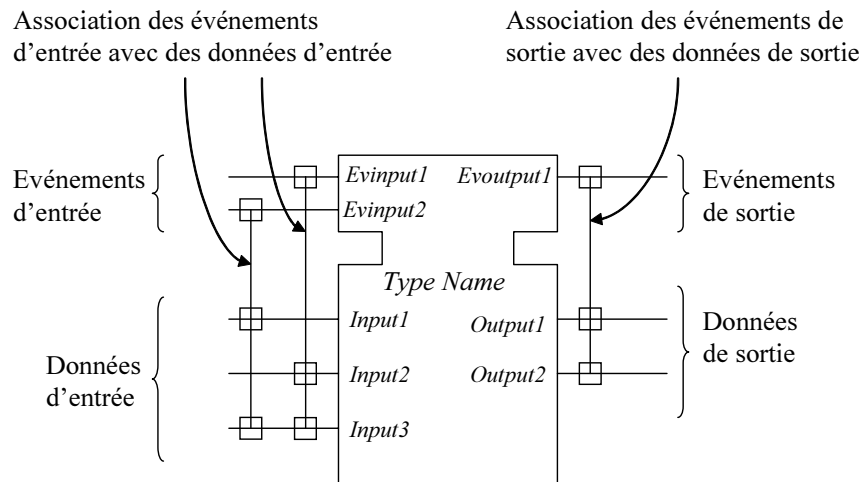 Association des événements
d’entrée avec des données d’entrée
Association des événements de
sortie avec des données de sortie
Evénements
d’entrée
Evinput1
Evoutput1
Evinput2
Evénements
de sortie
Type Name
Données
d’entrée
Input1
Input2
Input3
Output1
Output2
Données
de sortie